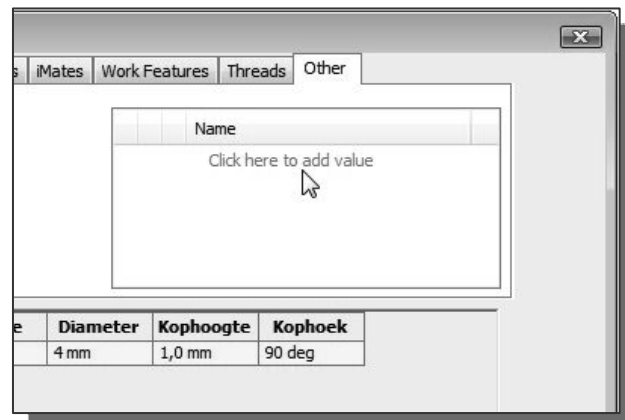 s iMates Work Features Threads Other
Name
Click here to add value
e Diameter Kophoogte Kophoek
4 mm 1,0 mm 90 deg